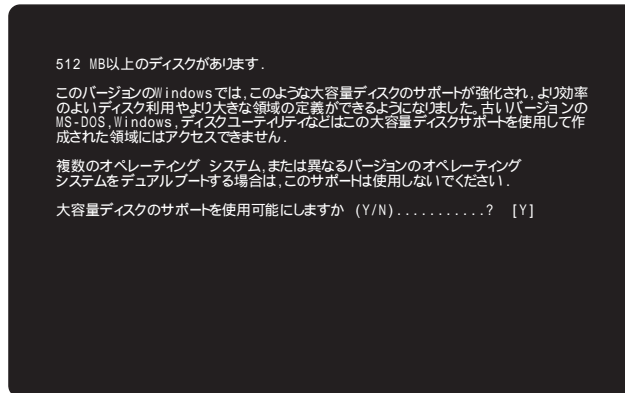 512 MB以上のディスクがあります.
このバージョンのWindowsでは,このような大容量ディスクのサポートが強化され,より効率
のよいディスク利用やより大きな領域の定義ができるようになりました。古いバージョンの
MS-DOS,Windows,ディスクユーティリティなどはこの大容量ディスクサポートを使用して作
成された領域にはアクセスできません.
複数のオペレーティング システム,または異なるバージョンのオペレーティング
システムをデュアルブートする場合は,このサポートは使用しないでください.
大容量ディスクのサポートを使用可能にしますか (Y/N)...........? [Y]